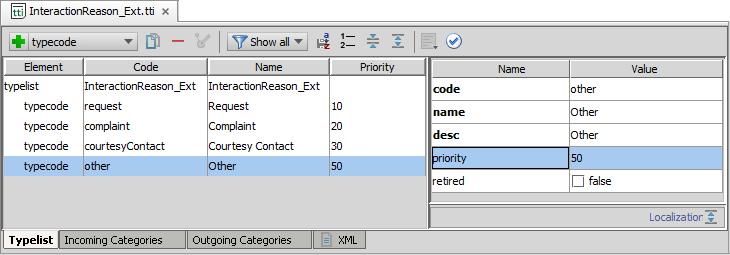 tti InteractionReason_Ext.tti ×
typecode Show all
Element Code Name Priority
typelist InteractionReason_Ext InteractionReason_Ext
typecode request Request 10
typecode complaint Complaint 20
typecode courtesyContact Courtesy Contact 30
typecode other Other 50
Name Value
code other
name Other
desc Other
priority 50
retired false
Localization
Typelist Incoming Categories Outgoing Categories XML